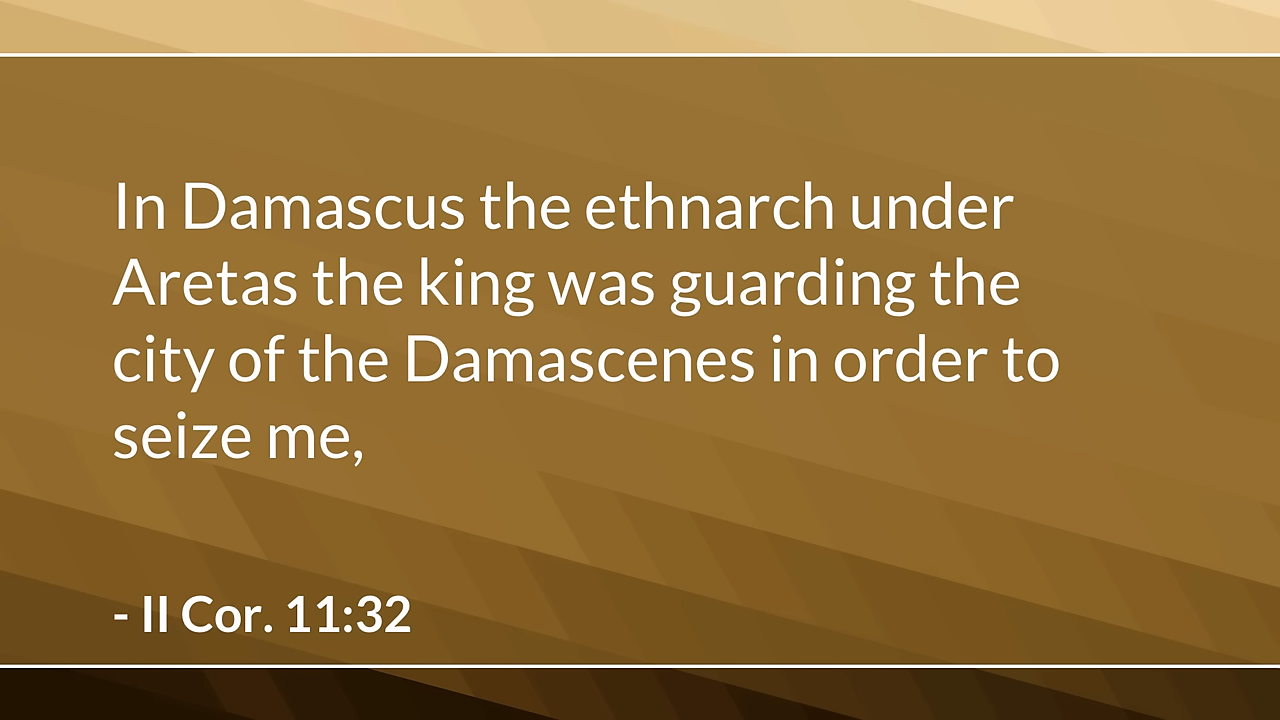 In Damascus the ethnarch under
Aretas the king was guarding the
city of the Damascenes in order to
seize me,
- II Cor. 11:32